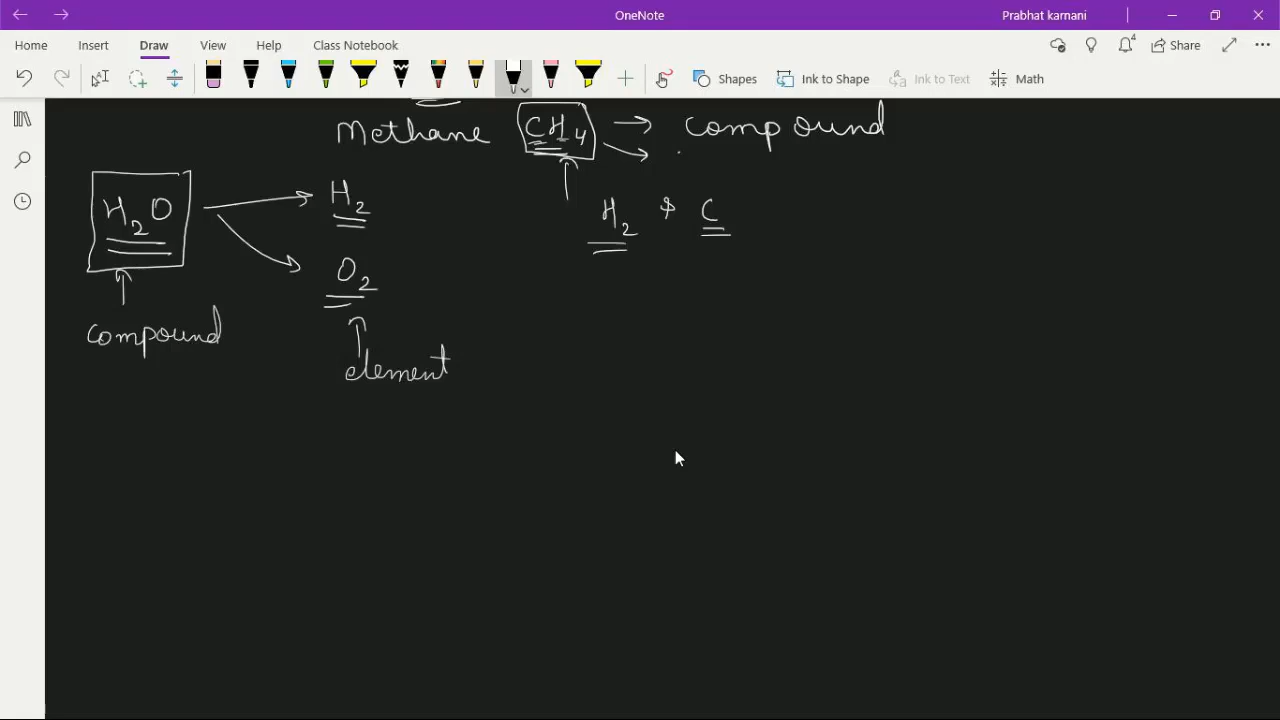 OneNote
Prabhat karnani
Home Insert Draw View Help Class Notebook
Share
Shapes Ink to Shape Ink to Text Math
Methane CH₄ → compound
H₂O
H₂
H₂ & C
O₂
compound
element